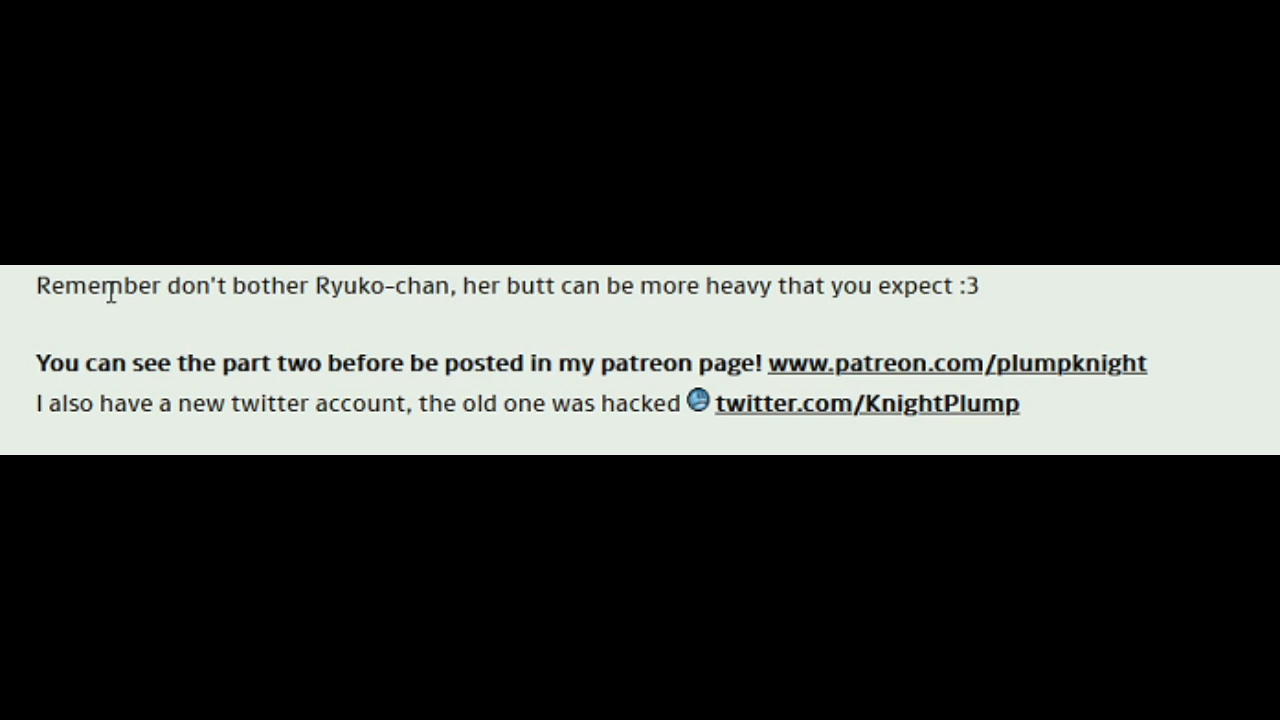 Remember don't bother Ryuko-chan, her butt can be more heavy that you expect :3
You can see the part two before be posted in my patreon page! www.patreon.com/plumpknight
I also have a new twitter account, the old one was hacked twitter.com/KnightPlump